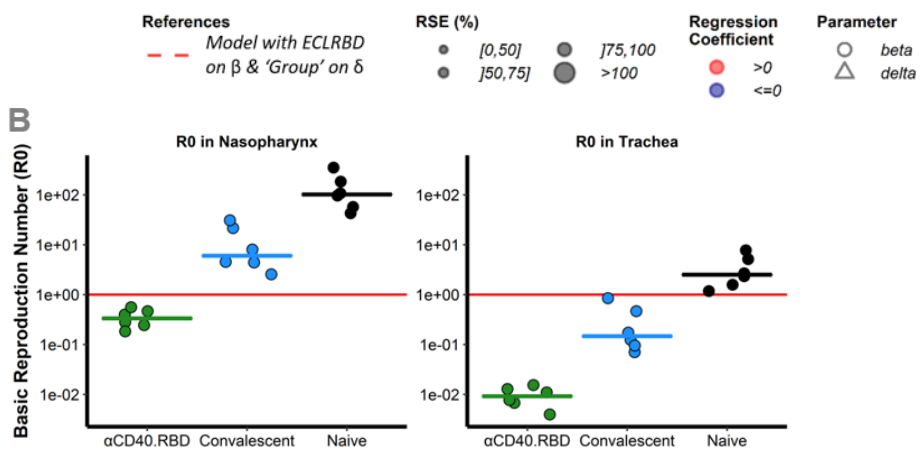 References
Model with ECLRBD
on β & ‘Group’ on δ
RSE (%)
[0,50]
]50,75]
]75,100
>100
Regression
Coefficient
>0
<=0
Parameter
beta
delta
B
Basic Reproduction Number (R0)
R0 in Nasopharynx
1e+02
1e+01
1e+00
1e-01
1e-02
αCD40.RBD Convalescent Naive
R0 in Trachea
1e+02
1e+01
1e+00
1e-01
1e-02
αCD40.RBD Convalescent Naive